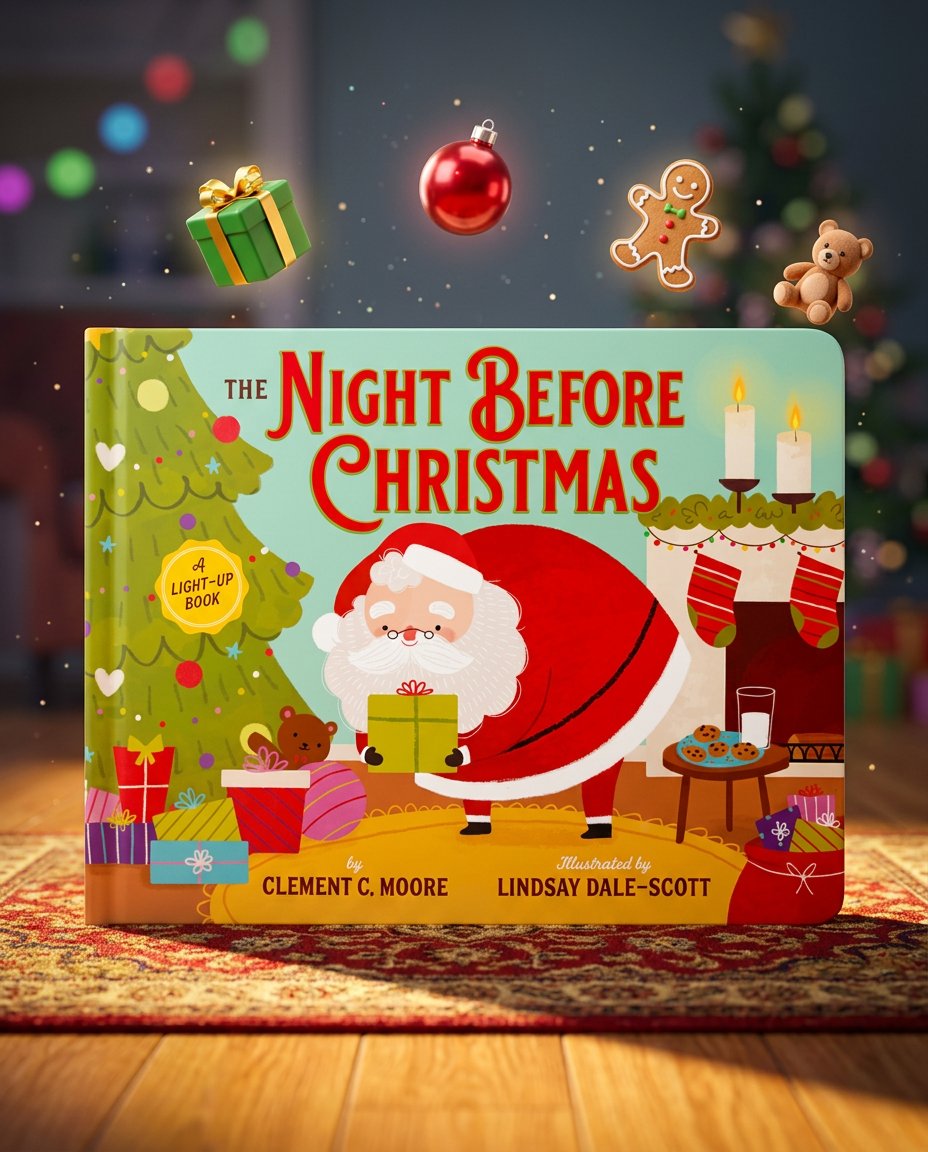 THE NIGHT BEFORE
CHRISTMAS
A
LIGHT-UP
BOOK
by
CLEMENT C. MOORE
Illustrated by
LINDSAY DALE-SCOTT